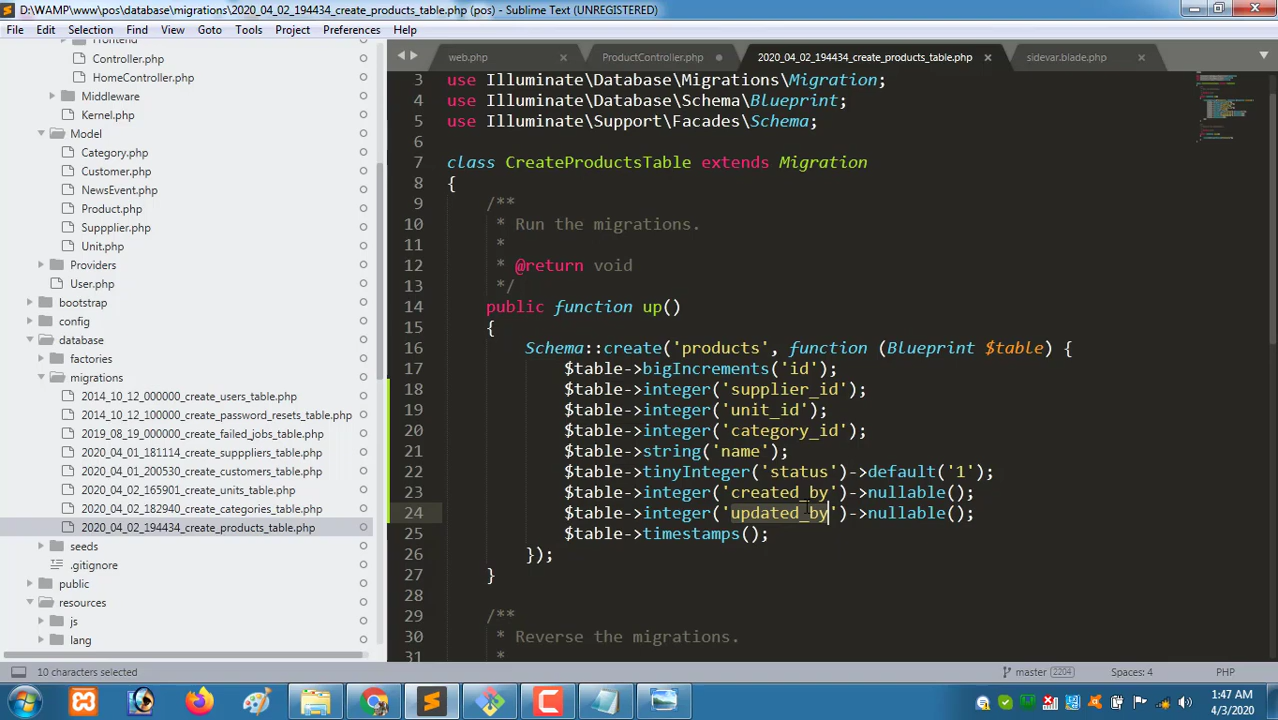 D:\WAMP\www\pos\database\migrations\2020_04_02_194434_create_products_table.php (pos) - Sublime Text (UNREGISTERED)
File Edit Selection Find View Goto Tools Project Preferences Help
web.php ProductController.php 2020_04_02_194434_create_products_table.php sidevar.blade.php
Frontend
Controller.php
HomeController.php
Middleware
Kernel.php
Model
Category.php
Customer.php
NewsEvent.php
Product.php
Suppplier.php
Unit.php
Providers
User.php
bootstrap
config
database
factories
migrations
2014_10_12_000000_create_users_table.php
2014_10_12_100000_create_password_resets_table.php
2019_08_19_000000_create_failed_jobs_table.php
2020_04_01_181114_create_supppliers_table.php
2020_04_01_200530_create_customers_table.php
2020_04_02_165901_create_units_table.php
2020_04_02_182940_create_categories_table.php
2020_04_02_194434_create_products_table.php
seeds
.gitignore
public
resources
js
lang
3 use Illuminate\Database\Migrations\Migration;
4 use Illuminate\Database\Schema\Blueprint;
5 use Illuminate\Support\Facades\Schema;
6
7 class CreateProductsTable extends Migration
8 {
9 /**
10 * Run the migrations.
11 *
12 * @return void
13 */
14 public function up()
15 {
16 Schema::create('products', function (Blueprint $table) {
17 $table->bigIncrements('id');
18 $table->integer('supplier_id');
19 $table->integer('unit_id');
20 $table->integer('category_id');
21 $table->string('name');
22 $table->tinyInteger('status')->default('1');
23 $table->integer('created_by')->nullable();
24 $table->integer('updated_by')->nullable();
25 $table->timestamps();
26 });
27 }
28
29 /**
30 * Reverse the migrations.
31 *
10 characters selected master 2204 Spaces: 4 PHP
1:47 AM
4/3/2020